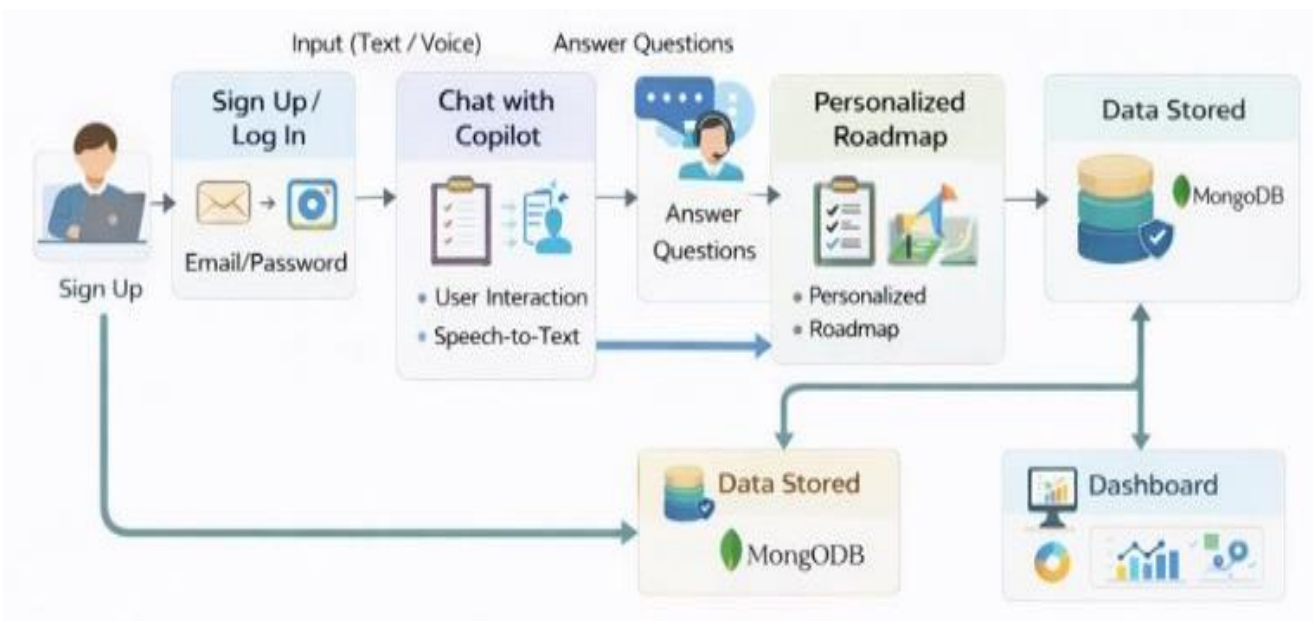 Input (Text / Voice)
Answer Questions
Sign Up /
Log In
Email/Password
Sign Up
Chat with
Copilot
• User Interaction
• Speech-to-Text
Answer
Questions
Personalized
Roadmap
• Personalized
• Roadmap
Data Stored
MongoDB
Data Stored
MongODB
Dashboard